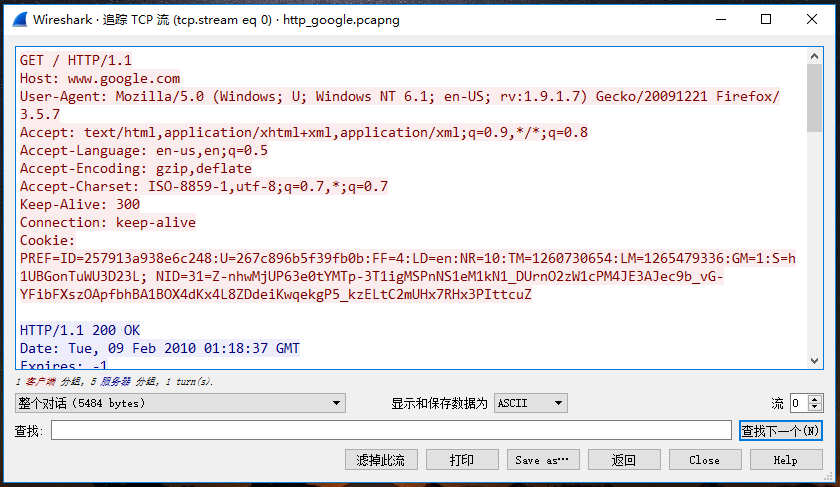 Wireshark · 追踪 TCP 流 (tcp.stream eq 0) · http_google.pcapng
GET / HTTP/1.1
Host: www.google.com
User-Agent: Mozilla/5.0 (Windows; U; Windows NT 6.1; en-US; rv:1.9.1.7) Gecko/20091221 Firefox/
3.5.7
Accept: text/html,application/xhtml+xml,application/xml;q=0.9,*/*;q=0.8
Accept-Language: en-us,en;q=0.5
Accept-Encoding: gzip,deflate
Accept-Charset: ISO-8859-1,utf-8;q=0.7,*;q=0.7
Keep-Alive: 300
Connection: keep-alive
Cookie:
PREF=ID=257913a938e6c248:U=267c896b5f39fb0b:FF=4:LD=en:NR=10:TM=1260730654:LM=1265479336:GM=1:S=h
1UBGonTuWU3D23L; NID=31=Z-nhwMjUP63e0tYMTp-3T1igMSPnNS1eM1kN1_DUrnO2zW1cPM4JE3AJec9b_vG-
YFibFXszOApfbhBA1BOX4dKx4L8ZDdeiKwqekgP5_kzELtC2mUHx7RHx3PIttcuZ
HTTP/1.1 200 OK
Date: Tue, 09 Feb 2010 01:18:37 GMT
Expires: -1
1 客户端 分组, 5 服务器 分组, 1 turn(s).
整个对话 (5484 bytes) 显示和保存数据为 ASCII 流 0
查找: 查找下一个(N)
滤掉此流 打印 Save as… 返回 Close Help